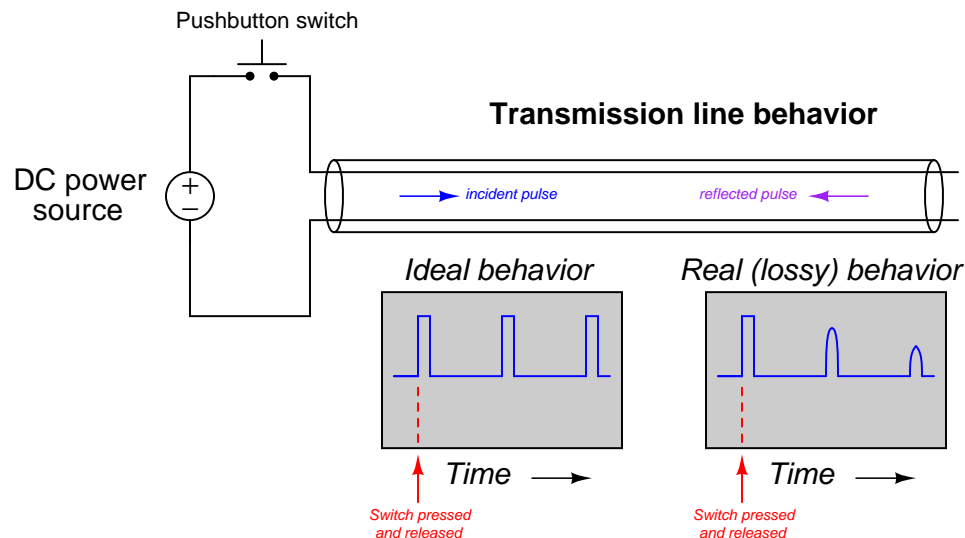 Pushbutton switch
Transmission line behavior
DC power
source
+
−
incident pulse
reflected pulse
Ideal behavior
Real (lossy) behavior
Time
Time
Switch pressed
and released
Switch pressed
and released